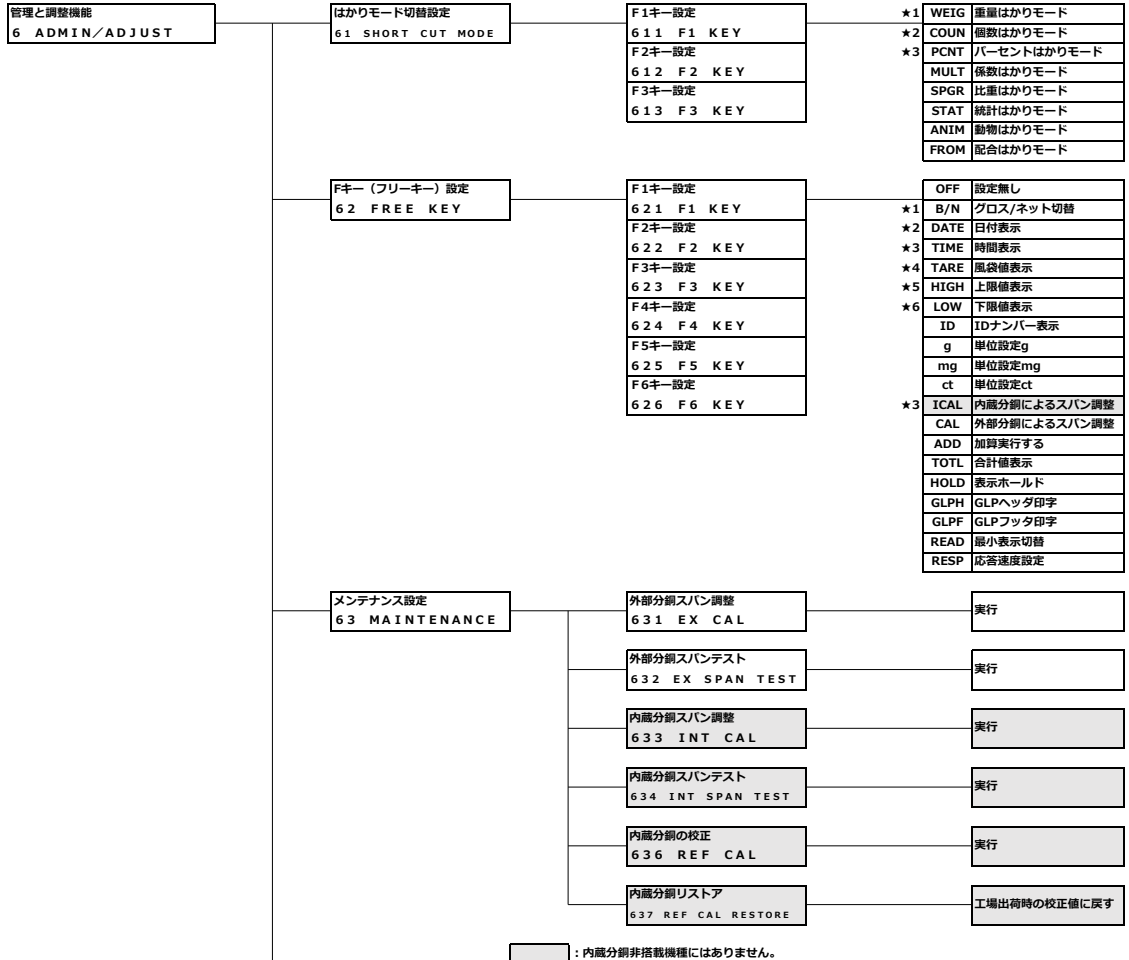 管理と調整機能
6 ADMIN／ADJUST
はかりモード切替設定
61 SHORT CUT MODE
F1キー設定
611 F1 KEY
F2キー設定
612 F2 KEY
F3キー設定
613 F3 KEY
★1 WEIG 重量はかりモード
★2 COUN 個数はかりモード
★3 PCNT パーセントはかりモード
MULT 係数はかりモード
SPGR 比重はかりモード
STAT 統計はかりモード
ANIM 動物はかりモード
FROM 配合はかりモード
Fキー（フリーキー）設定
62 FREE KEY
F1キー設定
621 F1 KEY
F2キー設定
622 F2 KEY
F3キー設定
623 F3 KEY
F4キー設定
624 F4 KEY
F5キー設定
625 F5 KEY
F6キー設定
626 F6 KEY
OFF 設定無し
★1 B/N グロス/ネット切替
★2 DATE 日付表示
★3 TIME 時間表示
★4 TARE 風袋値表示
★5 HIGH 上限値表示
★6 LOW 下限値表示
ID IDナンバー表示
g 単位設定g
mg 単位設定mg
ct 単位設定ct
★3 ICAL 内蔵分銅によるスパン調整
CAL 外部分銅によるスパン調整
ADD 加算実行する
TOTL 合計値表示
HOLD 表示ホールド
GLPH GLPヘッダ印字
GLPF GLPフッタ印字
READ 最小表示切替
RESP 応答速度設定
メンテナンス設定
63 MAINTENANCE
外部分銅スパン調整
631 EX CAL
実行
外部分銅スパンテスト
632 EX SPAN TEST
実行
内蔵分銅スパン調整
633 INT CAL
実行
内蔵分銅スパンテスト
634 INT SPAN TEST
実行
内蔵分銅の校正
636 REF CAL
実行
内蔵分銅リストア
637 REF CAL RESTORE
工場出荷時の校正値に戻す
：内蔵分銅非搭載機種にはありません。